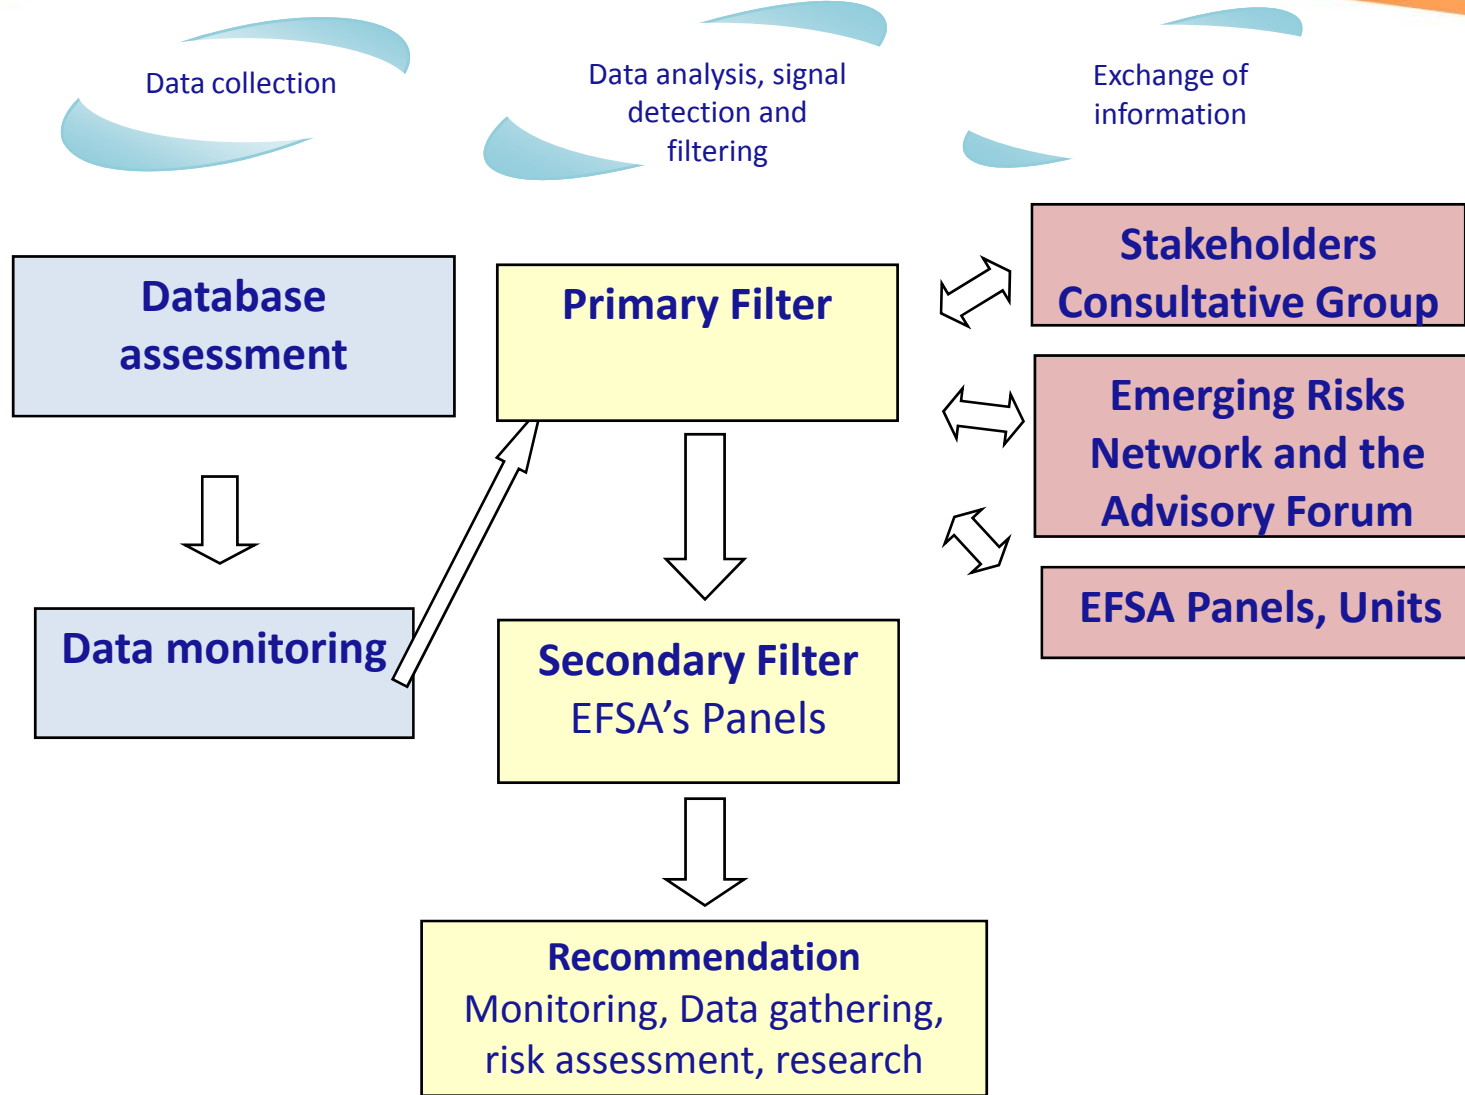 Data collection
Data analysis, signal
detection and
filtering
Exchange of
information
Database
assessment
Data monitoring
Primary Filter
Secondary Filter
EFSA’s Panels
Recommendation
Monitoring, Data gathering,
risk assessment, research
Stakeholders
Consultative Group
Emerging Risks
Network and the
Advisory Forum
EFSA Panels, Units